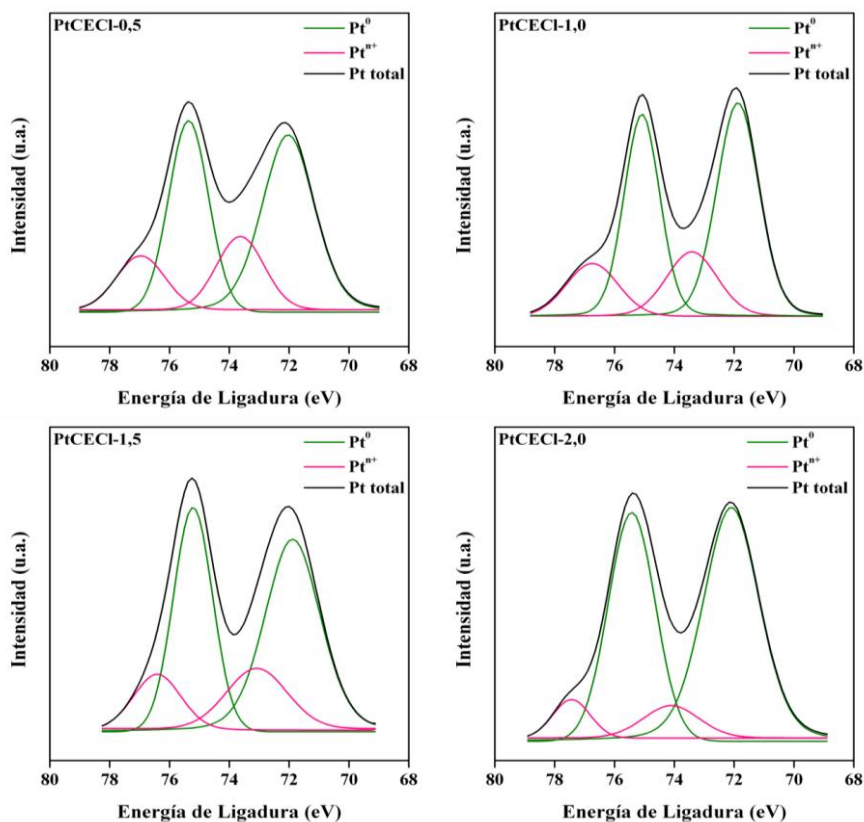 PtCECl-0,5
Pt⁰
Ptⁿ⁺
Pt total
Intensidad (u.a.)
80 78 76 74 72 70 68
Energía de Ligadura (eV)
PtCECl-1,0
Pt⁰
Ptⁿ⁺
Pt total
Intensidad (u.a.)
80 78 76 74 72 70 68
Energía de Ligadura (eV)
PtCECl-1,5
Pt⁰
Ptⁿ⁺
Pt total
Intensidad (u.a.)
80 78 76 74 72 70 68
Energía de Ligadura (eV)
PtCECl-2,0
Pt⁰
Ptⁿ⁺
Pt total
Intensidad (u.a.)
80 78 76 74 72 70 68
Energía de Ligadura (eV)